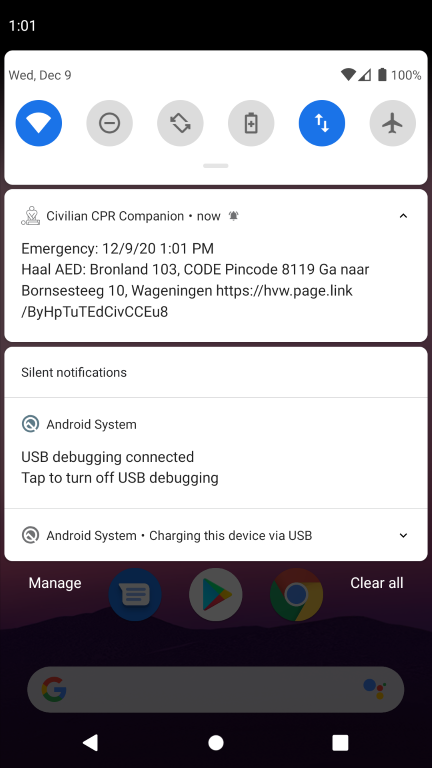 1:01
Wed, Dec 9
100%
Civilian CPR Companion • now
Emergency: 12/9/20 1:01 PM
Haal AED: Bronland 103, CODE Pincode 8119 Ga naar
Bornsesteeg 10, Wageningen https://hvw.page.link
/ByHpTuTEdCivCCEu8
Silent notifications
Android System
USB debugging connected
Tap to turn off USB debugging
Android System • Charging this device via USB
Manage
Clear all